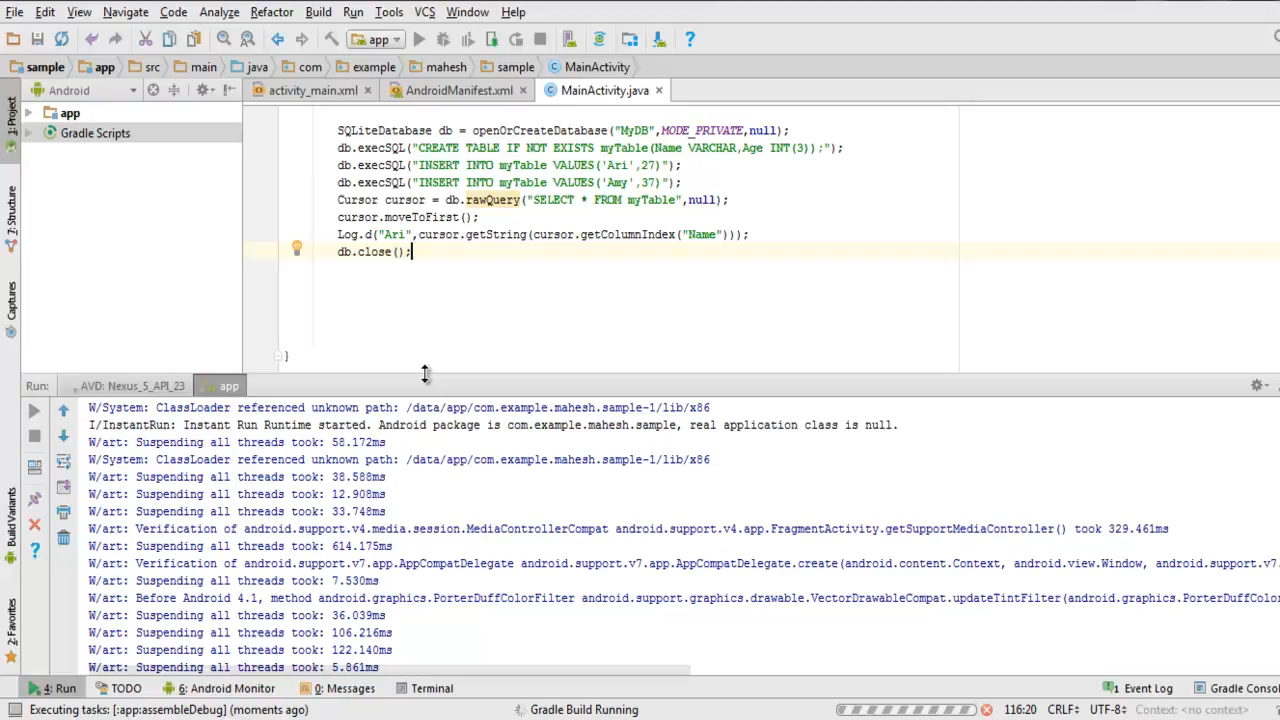 File Edit View Navigate Code Analyze Refactor Build Run Tools VCS Window Help
app
sample app src main java com example mahesh sample MainActivity
Android activity_main.xml AndroidManifest.xml MainActivity.java
1: Project
7: Structure
Captures
Build Variants
2: Favorites
app
Gradle Scripts
SQLiteDatabase db = openOrCreateDatabase("MyDB",MODE_PRIVATE,null);
db.execSQL("CREATE TABLE IF NOT EXISTS myTable(Name VARCHAR,Age INT(3));");
db.execSQL("INSERT INTO myTable VALUES('Ari',27)");
db.execSQL("INSERT INTO myTable VALUES('Amy',37)");
Cursor cursor = db.rawQuery("SELECT * FROM myTable",null);
cursor.moveToFirst();
Log.d("Ari",cursor.getString(cursor.getColumnIndex("Name")));
db.close();
}
Run: AVD: Nexus_5_API_23 app
W/System: ClassLoader referenced unknown path: /data/app/com.example.mahesh.sample-1/lib/x86
I/InstantRun: Instant Run Runtime started. Android package is com.example.mahesh.sample, real application class is null.
W/art: Suspending all threads took: 58.172ms
W/System: ClassLoader referenced unknown path: /data/app/com.example.mahesh.sample-1/lib/x86
W/art: Suspending all threads took: 38.588ms
W/art: Suspending all threads took: 12.908ms
W/art: Suspending all threads took: 33.748ms
W/art: Verification of android.support.v4.media.session.MediaControllerCompat android.support.v4.app.FragmentActivity.getSupportMediaController() took 329.461ms
W/art: Suspending all threads took: 614.175ms
W/art: Verification of android.support.v7.app.AppCompatDelegate android.support.v7.app.AppCompatDelegate.create(android.content.Context, android.view.Window, android.support.v7.
W/art: Suspending all threads took: 7.530ms
W/art: Before Android 4.1, method android.graphics.PorterDuffColorFilter android.support.graphics.drawable.VectorDrawableCompat.updateTintFilter(android.graphics.PorterDuffColo
W/art: Suspending all threads took: 36.039ms
W/art: Suspending all threads took: 106.216ms
W/art: Suspending all threads took: 122.140ms
W/art: Suspending all threads took: 5.861ms
4: Run TODO 6: Android Monitor 0: Messages Terminal 1 Event Log Gradle Conso
Executing tasks: [:app:assembleDebug] (moments ago) Gradle Build Running 116:20 CRLF UTF-8 Context: <no context>